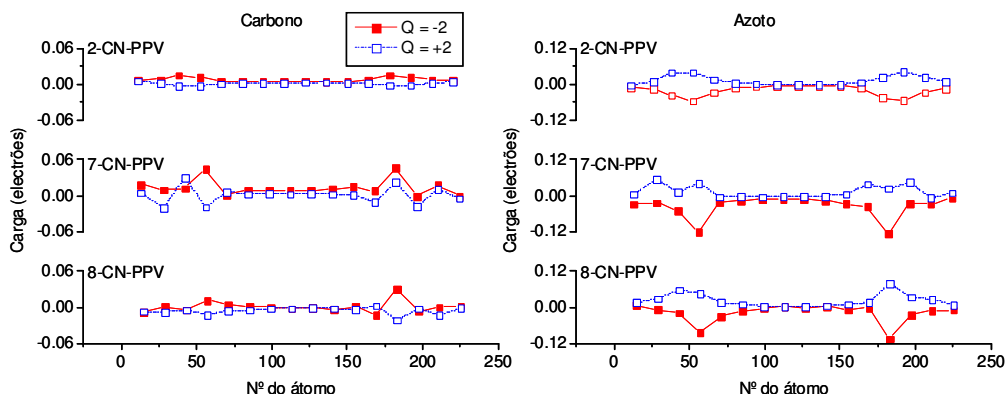 Carbono
Q = -2
Q = +2
Azoto
2-CN-PPV
0.06
0.00
-0.06
7-CN-PPV
0.06
0.00
-0.06
8-CN-PPV
0.06
0.00
-0.06
Carga (electrões)
0 50 100 150 200 250
Nº do átomo
2-CN-PPV
0.12
0.00
-0.12
7-CN-PPV
0.12
0.00
-0.12
8-CN-PPV
0.12
0.00
-0.12
Carga (electrões)
0 50 100 150 200 250
Nº do átomo